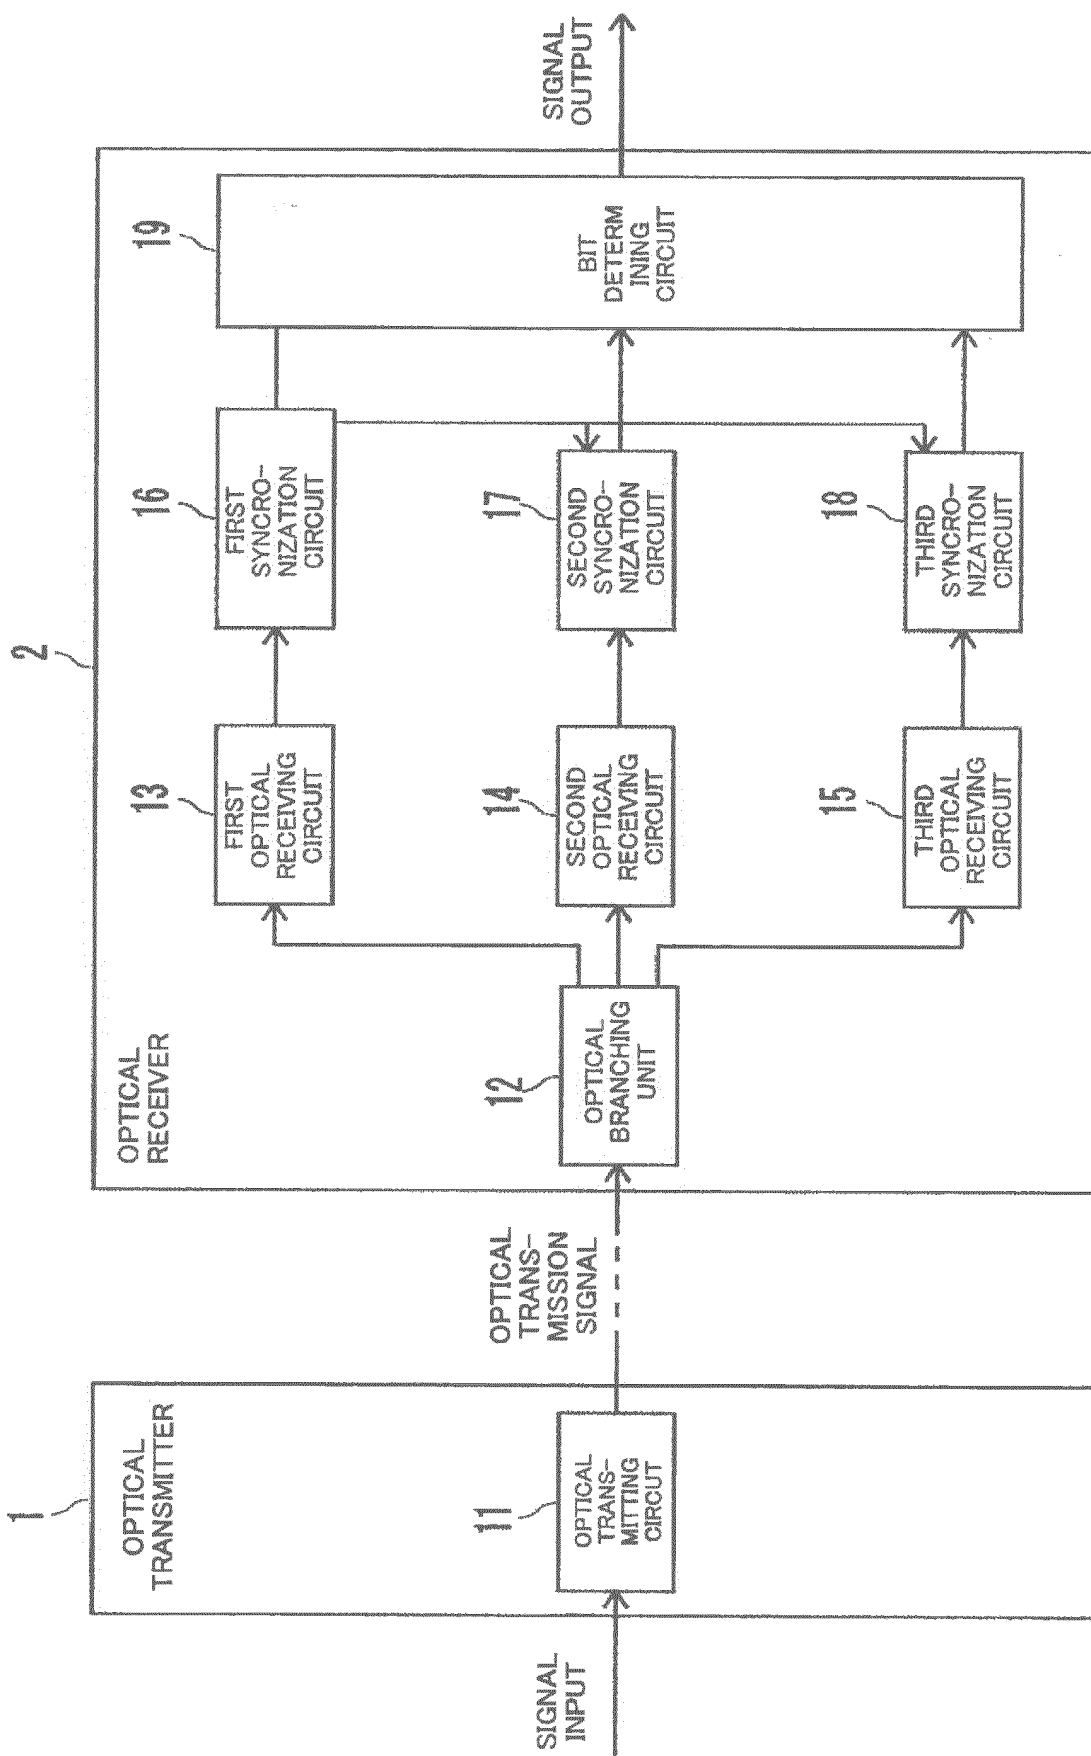 1
OPTICAL
TRANSMITTER
SIGNAL
INPUT
11
OPTICAL
TRANS-
MITTING
CIRCUT
OPTICAL
TRANS-
MISSION
SIGNAL
2
OPTICAL
RECEIVER
12
OPTICAL
BRANCHING
UNIT
13
FIRST
OPTICAL
RECEIVING
CIRCUIT
14
SECOND
OPTICAL
RECEIVING
CIRCUIT
15
THIRD
OPTICAL
RECEIVING
CIRCUIT
16
FIRST
SYNCRO-
NIZATION
CIRCUIT
17
SECOND
SYNCRO-
NIZATION
CIRCUIT
18
THIRD
SYNCRO-
NIZATION
CIRCUIT
19
BIT
DETERM
INING
CIRCUIT
SIGNAL
OUTPUT